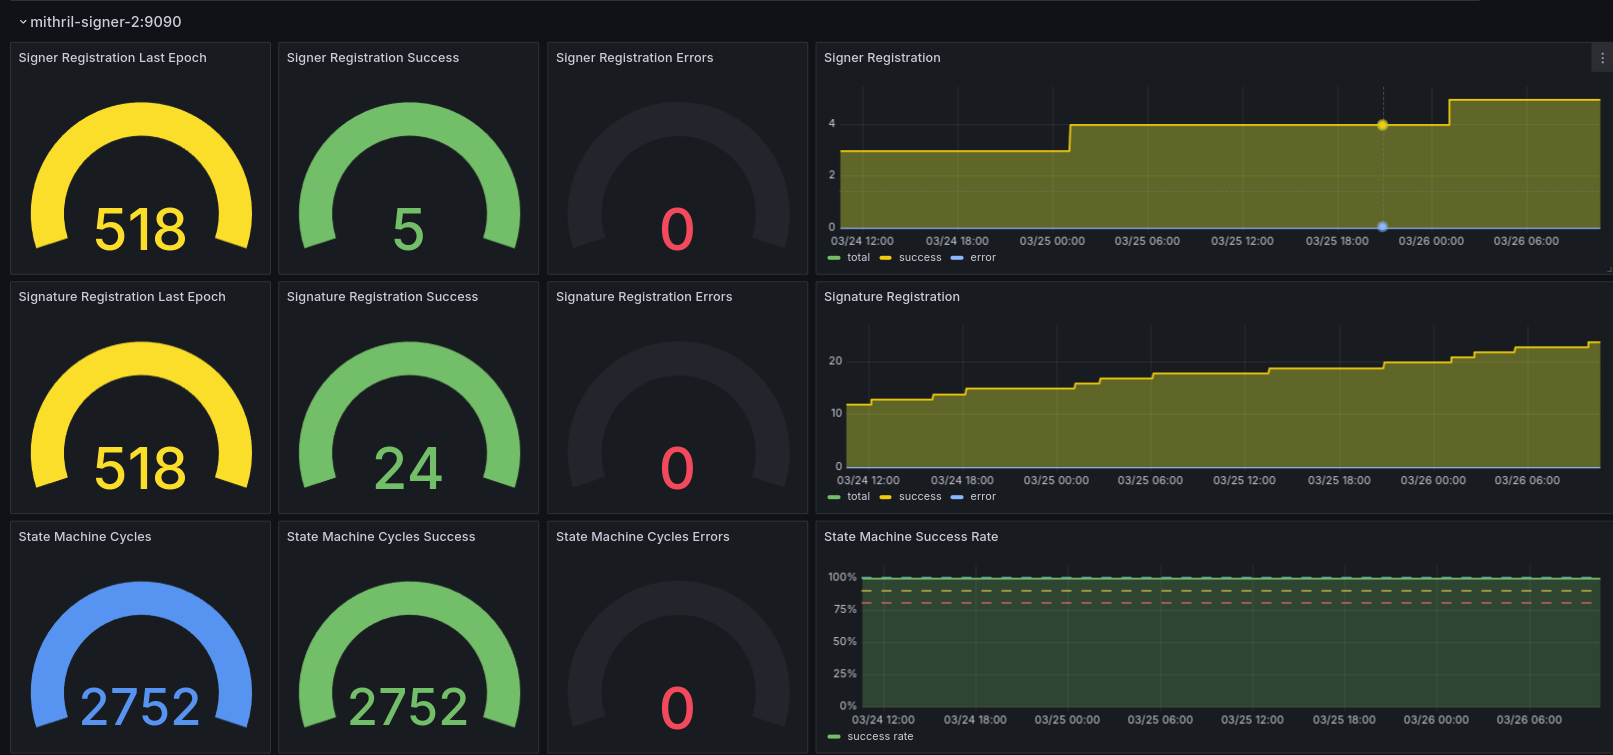 mithril-signer-2:9090
Signer Registration Last Epoch
518
Signer Registration Success
5
Signer Registration Errors
0
Signer Registration
4
2
0
03/24 12:00 03/24 18:00 03/25 00:00 03/25 06:00 03/25 12:00 03/25 18:00 03/26 00:00 03/26 06:00
total success error
Signature Registration Last Epoch
518
Signature Registration Success
24
Signature Registration Errors
0
Signature Registration
20
10
0
03/24 12:00 03/24 18:00 03/25 00:00 03/25 06:00 03/25 12:00 03/25 18:00 03/26 00:00 03/26 06:00
total success error
State Machine Cycles
2752
State Machine Cycles Success
2752
State Machine Cycles Errors
0
State Machine Success Rate
100%
75%
50%
25%
0%
03/24 12:00 03/24 18:00 03/25 00:00 03/25 06:00 03/25 12:00 03/25 18:00 03/26 00:00 03/26 06:00
success rate